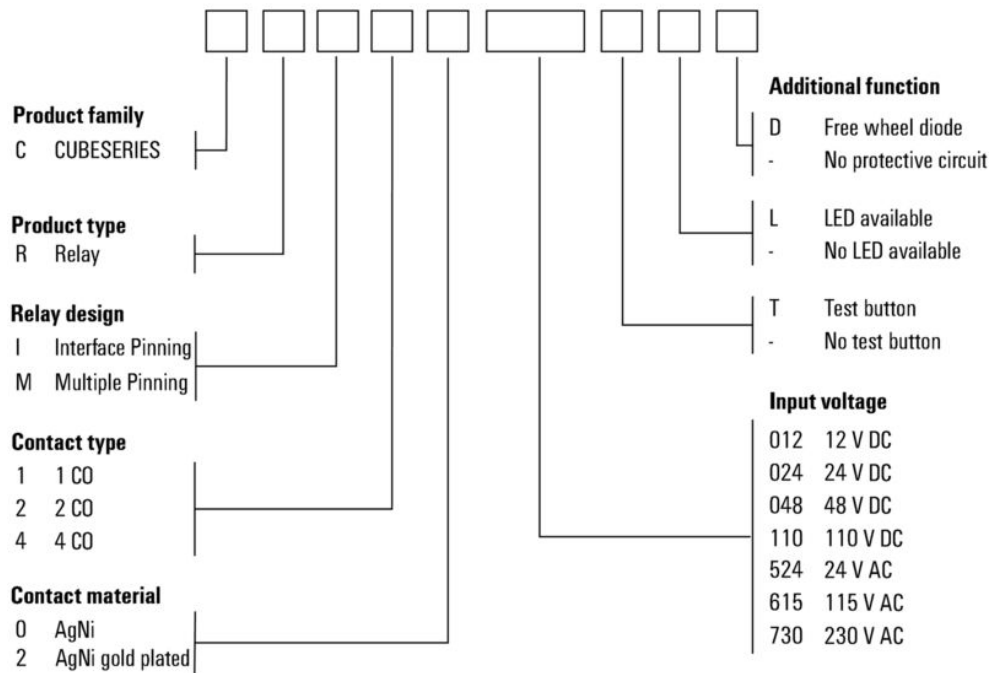 Product family
C CUBESERIES
Product type
R Relay
Relay design
I Interface Pinning
M Multiple Pinning
Contact type
1 1 CO
2 2 CO
4 4 CO
Contact material
0 AgNi
2 AgNi gold plated
Additional function
D Free wheel diode
- No protective circuit
L LED available
- No LED available
T Test button
- No test button
Input voltage
012 12 V DC
024 24 V DC
048 48 V DC
110 110 V DC
524 24 V AC
615 115 V AC
730 230 V AC